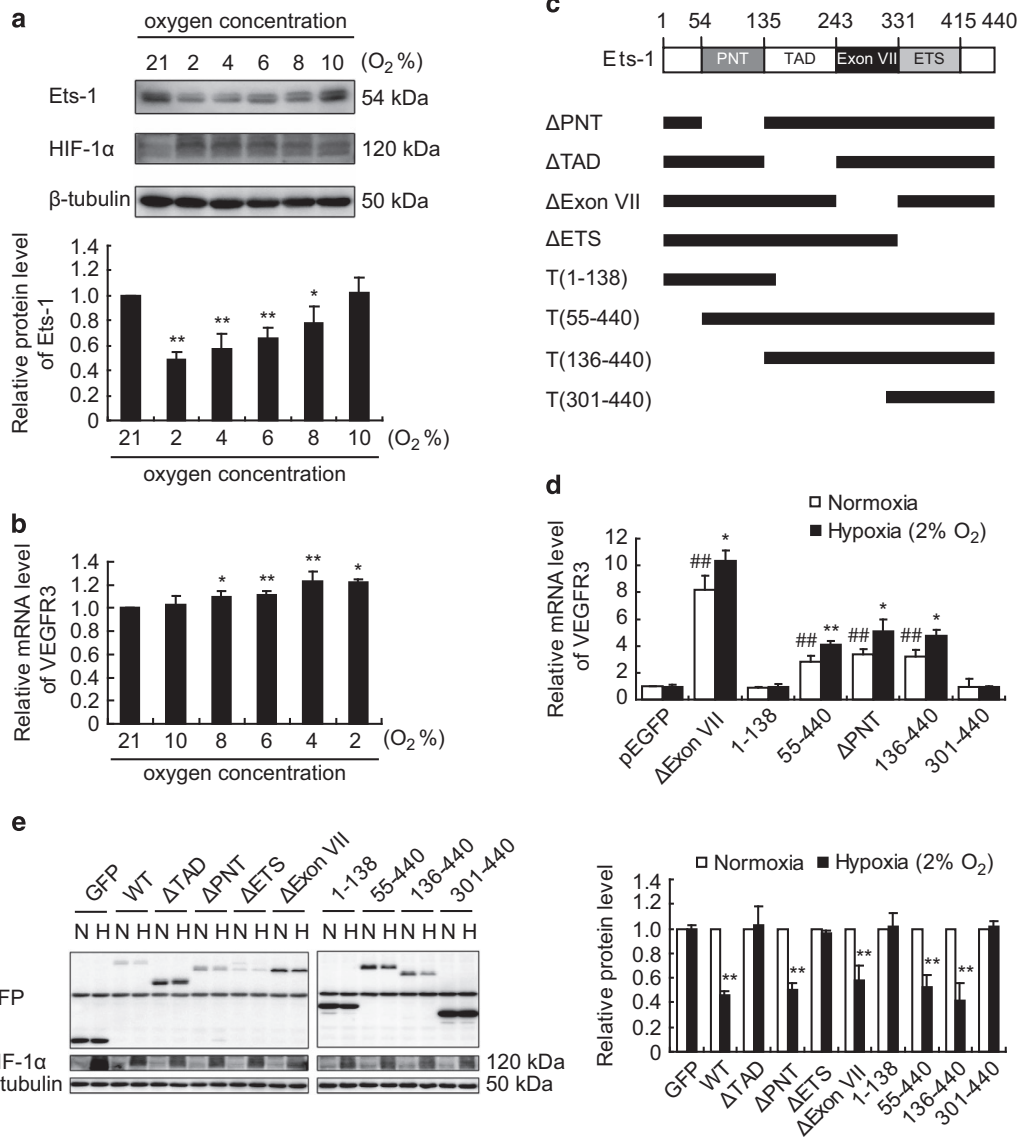 a
oxygen concentration
21 2 4 6 8 10 (O2 %)
Ets-1 54 kDa
HIF-1α 120 kDa
β-tubulin 50 kDa
Relative protein level
of Ets-1
1.4
1.2
1.0
0.8
0.6
0.4
0.2
0
** ** ** *
21 2 4 6 8 10 (O2 %)
oxygen concentration
b
Relative mRNA level
of VEGFR3
1.4
1.2
1.0
0.8
0.6
0.4
0.2
0
* ** ** *
21 10 8 6 4 2 (O2 %)
oxygen concentration
c
1 54 135 243 331 415 440
Ets-1 PNT TAD Exon VII ETS
ΔPNT
ΔTAD
ΔExon VII
ΔETS
T(1-138)
T(55-440)
T(136-440)
T(301-440)
d
Normoxia
Hypoxia (2% O2)
Relative mRNA level
of VEGFR3
12
10
8
6
4
2
0
## * ## ** ## * ## *
pEGFP ΔExon VII 1-138 55-440 ΔPNT 136-440 301-440
e
GFP WT ΔTAD ΔPNT ΔETS ΔExon VII 1-138 55-440 136-440 301-440
N H N H N H N H N H N H N H N H N H N H
FP
IF-1α 120 kDa
tubulin 50 kDa
Normoxia Hypoxia (2% O2)
Relative protein level
1.4
1.2
1.0
0.8
0.6
0.4
0.2
0
** ** ** ** **
GFP WT ΔTAD ΔPNT ΔETS ΔExon VII 1-138 55-440 136-440 301-440